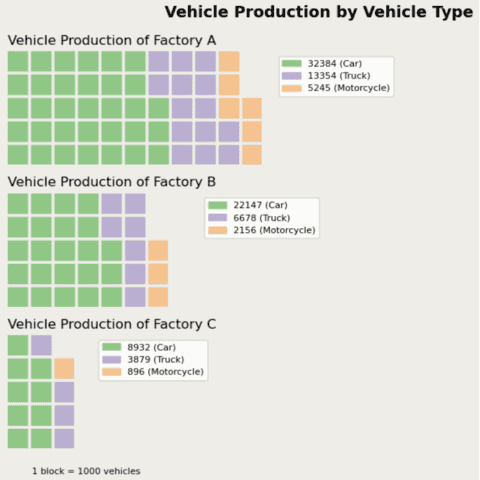 Vehicle Production by Vehicle Type
Vehicle Production of Factory A
32384 (Car)
13354 (Truck)
5245 (Motorcycle)
Vehicle Production of Factory B
22147 (Car)
6678 (Truck)
2156 (Motorcycle)
Vehicle Production of Factory C
8932 (Car)
3879 (Truck)
896 (Motorcycle)
1 block = 1000 vehicles